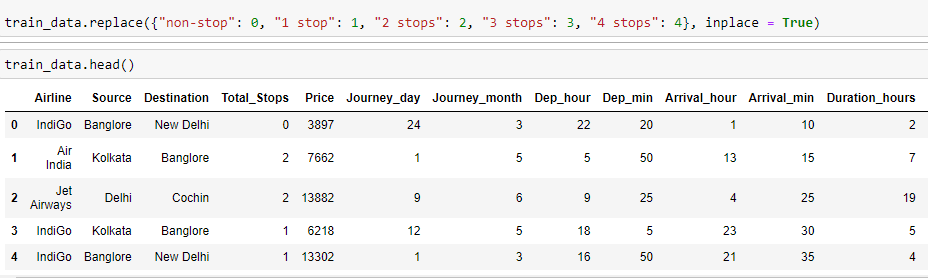 train_data.replace({"non-stop": 0, "1 stop": 1, "2 stops": 2, "3 stops": 3, "4 stops": 4}, inplace = True)
train_data.head()
Airline Source Destination Total_Stops Price Journey_day Journey_month Dep_hour Dep_min Arrival_hour Arrival_min Duration_hours
0 IndiGo Banglore New Delhi 0 3897 24 3 22 20 1 10 2
1 Air India Kolkata Banglore 2 7662 1 5 5 50 13 15 7
2 Jet Airways Delhi Cochin 2 13882 9 6 9 25 4 25 19
3 IndiGo Kolkata Banglore 1 6218 12 5 18 5 23 30 5
4 IndiGo Banglore New Delhi 1 13302 1 3 16 50 21 35 4